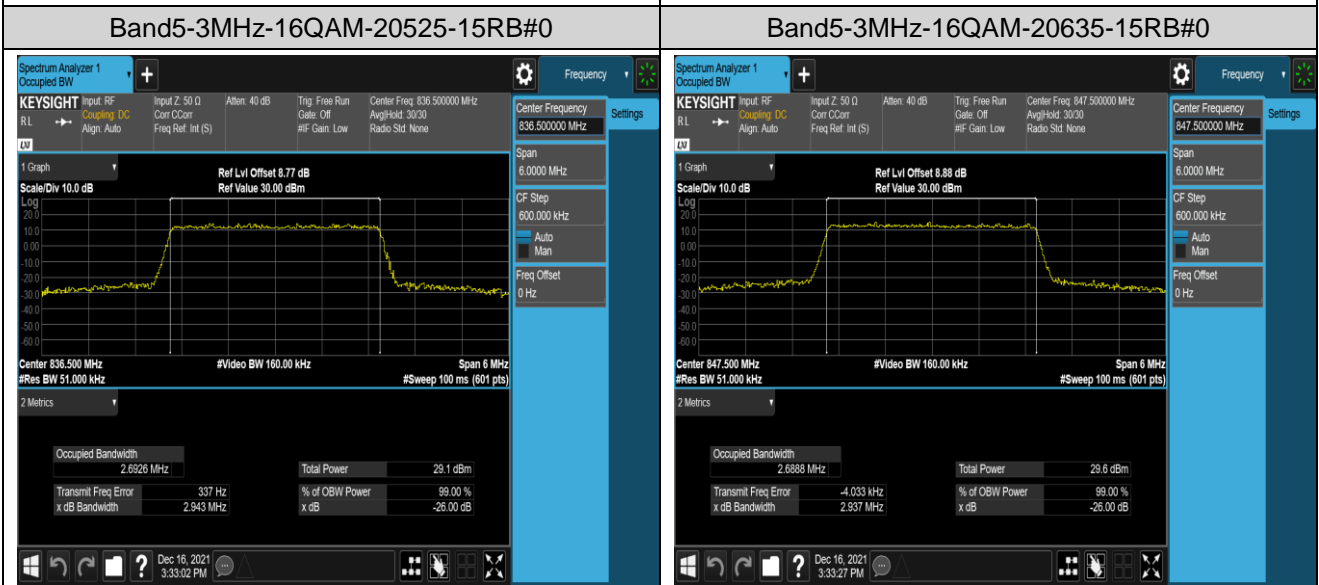 Band5-3MHz-16QAM-20525-15RB#0
Spectrum Analyzer 1
Occupied BW
+
Frequency
KEYSIGHT
RL
LXI
Input: RF
Coupling: DC
Align: Auto
Input Z: 50 Ω
Corr CCorr
Freq Ref: Int (S)
Atten: 40 dB
Trig: Free Run
Gate: Off
#IF Gain: Low
Center Freq: 836.500000 MHz
Avg|Hold: 30/30
Radio Std: None
Center Frequency
836.500000 MHz
Settings
Span
6.0000 MHz
CF Step
600.000 kHz
Auto
Man
Freq Offset
0 Hz
1 Graph
Scale/Div 10.0 dB
Ref Lvl Offset 8.77 dB
Ref Value 30.00 dBm
Log
20.0
10.0
0.00
-10.0
-20.0
-30.0
-40.0
-50.0
-60.0
Center 836.500 MHz
#Video BW 160.00 kHz
Span 6 MHz
#Res BW 51.000 kHz
#Sweep 100 ms (601 pts)
2 Metrics
Occupied Bandwidth
2.6926 MHz
Total Power 29.1 dBm
Transmit Freq Error 337 Hz
% of OBW Power 99.00 %
x dB Bandwidth 2.943 MHz
x dB -26.00 dB
?
Dec 16, 2021
3:33:02 PM
Band5-3MHz-16QAM-20635-15RB#0
Spectrum Analyzer 1
Occupied BW
+
Frequency
KEYSIGHT
RL
LXI
Input: RF
Coupling: DC
Align: Auto
Input Z: 50 Ω
Corr CCorr
Freq Ref: Int (S)
Atten: 40 dB
Trig: Free Run
Gate: Off
#IF Gain: Low
Center Freq: 847.500000 MHz
Avg|Hold: 30/30
Radio Std: None
Center Frequency
847.500000 MHz
Settings
Span
6.0000 MHz
CF Step
600.000 kHz
Auto
Man
Freq Offset
0 Hz
1 Graph
Scale/Div 10.0 dB
Ref Lvl Offset 8.88 dB
Ref Value 30.00 dBm
Log
20.0
10.0
0.00
-10.0
-20.0
-30.0
-40.0
-50.0
-60.0
Center 847.500 MHz
#Video BW 160.00 kHz
Span 6 MHz
#Res BW 51.000 kHz
#Sweep 100 ms (601 pts)
2 Metrics
Occupied Bandwidth
2.6888 MHz
Total Power 29.6 dBm
Transmit Freq Error -4.033 kHz
% of OBW Power 99.00 %
x dB Bandwidth 2.937 MHz
x dB -26.00 dB
?
Dec 16, 2021
3:33:27 PM